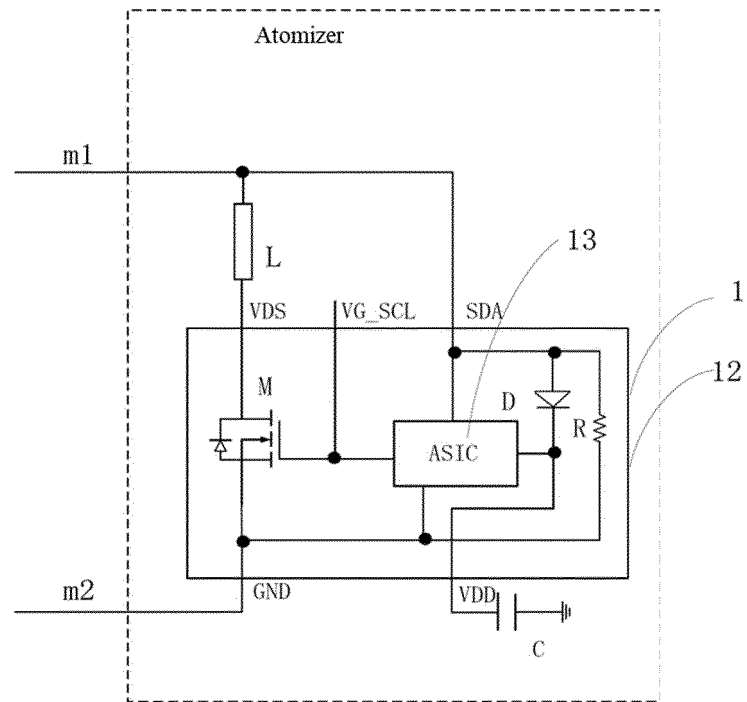 Atomizer
m1
13
L
1
VDS
VG_SCL
SDA
12
M
D
R
ASIC
m2
GND
VDD
C